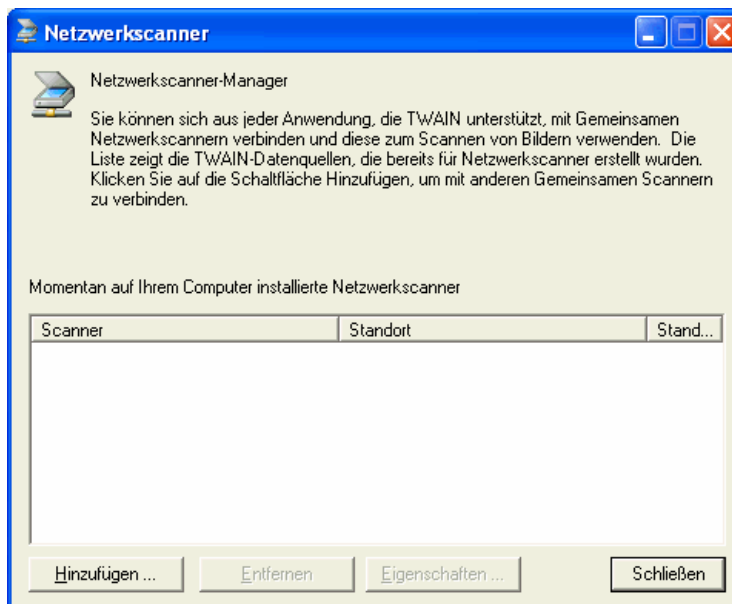 Netzwerkscanner
Netzwerkscanner-Manager
Sie können sich aus jeder Anwendung, die TWAIN unterstützt, mit Gemeinsamen
Netzwerkscannern verbinden und diese zum Scannen von Bildern verwenden. Die
Liste zeigt die TWAIN-Datenquellen, die bereits für Netzwerkscanner erstellt wurden.
Klicken Sie auf die Schaltfläche Hinzufügen, um mit anderen Gemeinsamen Scannern
zu verbinden.
Momentan auf Ihrem Computer installierte Netzwerkscanner
Scanner Standort Stand...
Hinzufügen ... Entfernen Eigenschaften ... Schließen